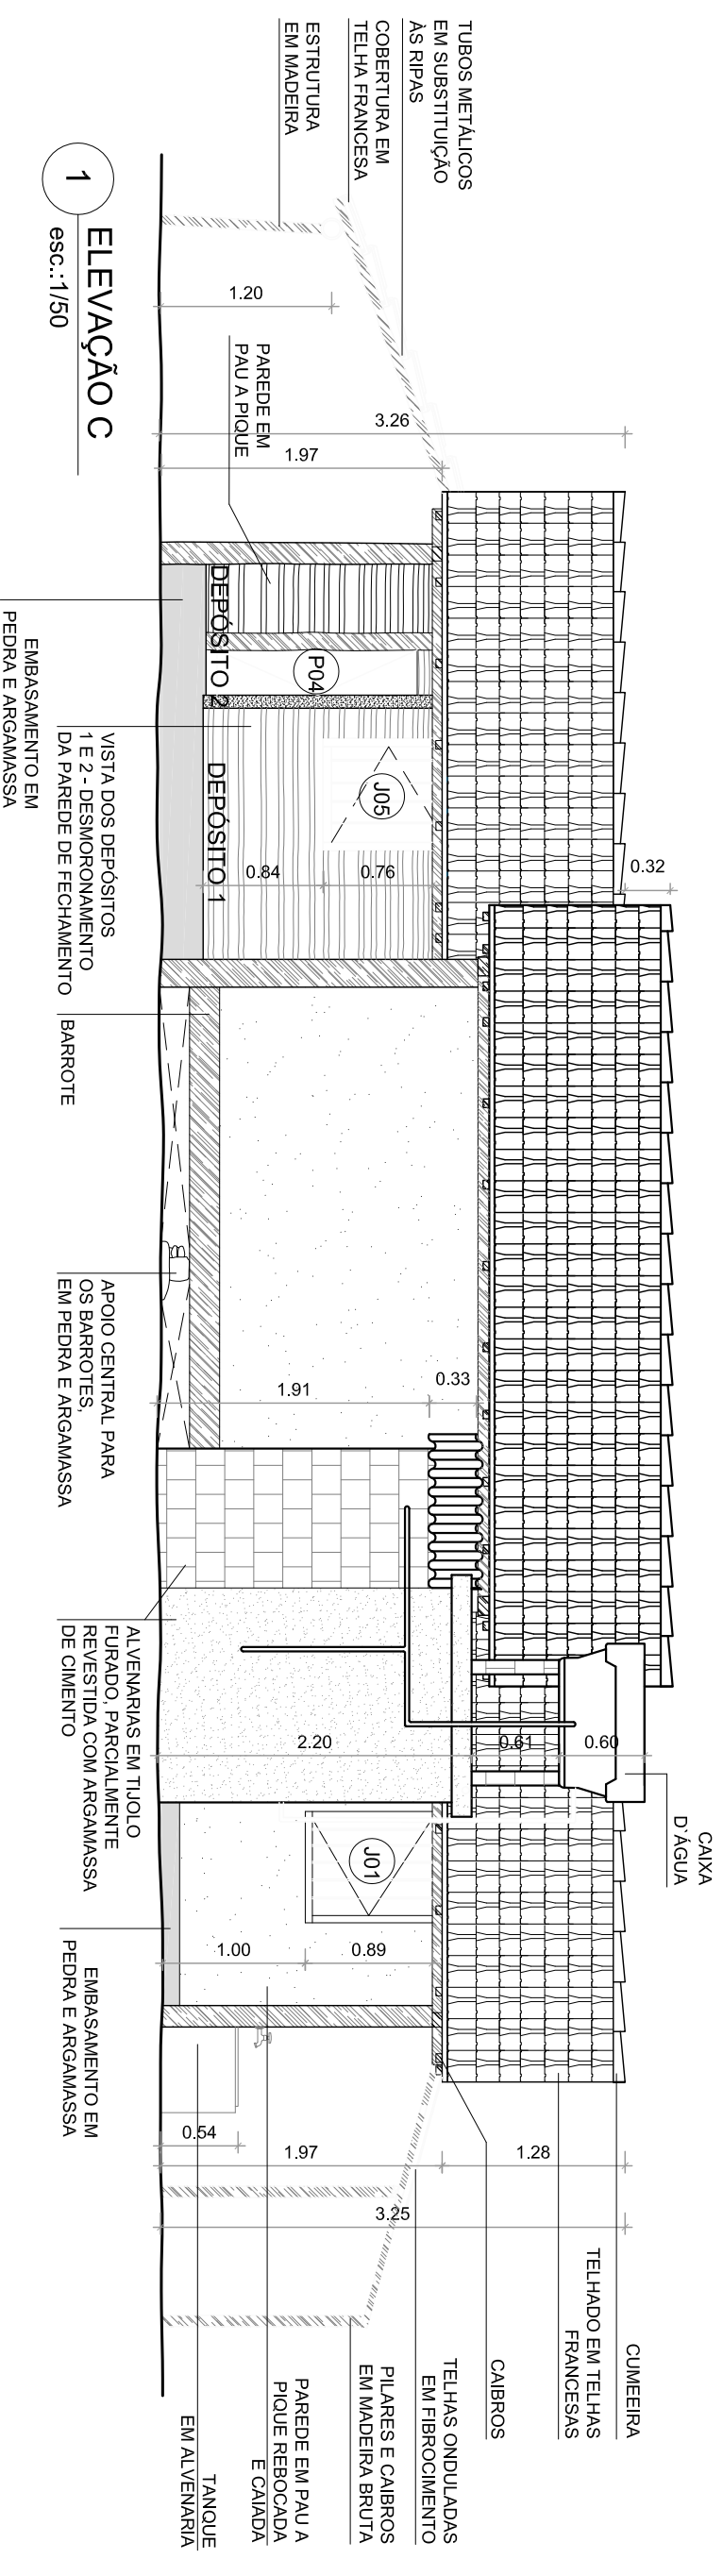 TUBOS METÁLICOS
EM SUBSTITUIÇÃO
ÀS RIPAS
COBERTURA EM
TELHA FRANCESA
ESTRUTURA
EM MADEIRA
1.20
3.26
1.97
PAREDE EM
PAU A PIQUE
DEPÓSITO 2
P04
DEPÓSITO 1
J05
0.84
0.76
0.32
1.91
0.33
2.20
0.61
0.60
CAIXA
D`ÁGUA
J01
1.00
0.89
0.54
1.97
1.28
3.25
CUMEEIRA
TELHADO EM TELHAS
FRANCESAS
CAIBROS
TELHAS ONDULADAS
EM FIBROCIMENTO
PILARES E CAIBROS
EM MADEIRA BRUTA
PAREDE EM PAU A
PIQUE REBOCADA
E CAIADA
TANQUE
EM ALVENARIA
EMBASAMENTO EM
PEDRA E ARGAMASSA
VISTA DOS DEPÓSITOS
1 E 2 - DESMORONAMENTO
DA PAREDE DE FECHAMENTO
BARROTE
APOIO CENTRAL PARA
OS BARROTES,
EM PEDRA E ARGAMASSA
ALVENARIAS EM TIJOLO
FURADO, PARCIALMENTE
REVESTIDA COM ARGAMASSA
DE CIMENTO
EMBASAMENTO EM
PEDRA E ARGAMASSA
1
ELEVAÇÃO C
esc.:1/50